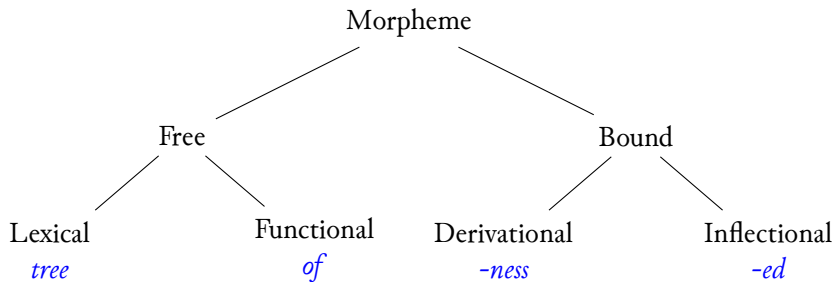 Morpheme
Free
Bound
Lexical
Functional
Derivational
Inflectional
tree
of
-ness
-ed